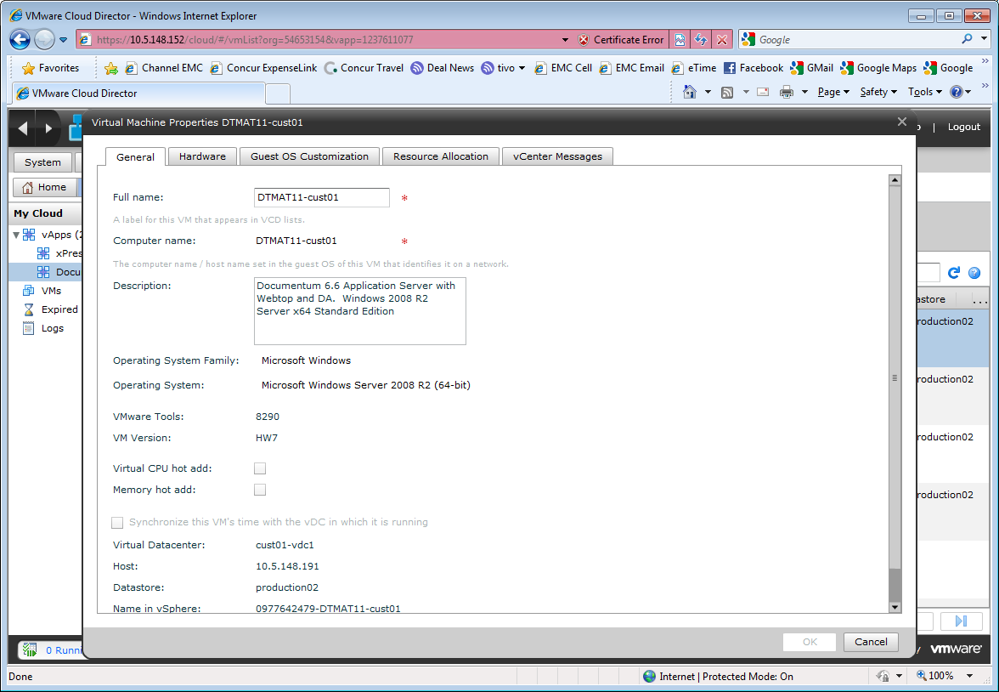 VMware Cloud Director - Windows Internet Explorer
https://10.5.148.152/cloud/#/vmList?org=54653154&vapp=1237611077
Certificate Error
Google
Favorites
Channel EMC
Concur ExpenseLink
Concur Travel
Deal News
tivo
EMC Cell
EMC Email
eTime
Facebook
GMail
Google Maps
Google
VMware Cloud Director
Page
Safety
Tools
Virtual Machine Properties DTMAT11-cust01
| Logout
System
Home
My Cloud
vApps (2
xPres
Docu
VMs
Expired
Logs
General
Hardware
Guest OS Customization
Resource Allocation
vCenter Messages
Full name: DTMAT11-cust01 *
A label for this VM that appears in VCD lists.
Computer name: DTMAT11-cust01 *
The computer name / host name set in the guest OS of this VM that identifies it on a network.
Description: Documentum 6.6 Application Server with
Webtop and DA. Windows 2008 R2
Server x64 Standard Edition
Operating System Family: Microsoft Windows
Operating System: Microsoft Windows Server 2008 R2 (64-bit)
VMware Tools: 8290
VM Version: HW7
Virtual CPU hot add:
Memory hot add:
Synchronize this VM's time with the vDC in which it is running
Virtual Datacenter: cust01-vdc1
Host: 10.5.148.191
Datastore: production02
Name in vSphere: 0977642479-DTMAT11-cust01
astore ...
roduction02
roduction02
roduction02
roduction02
OK
Cancel
0 Runni
vmware
Done
Internet | Protected Mode: On
100%